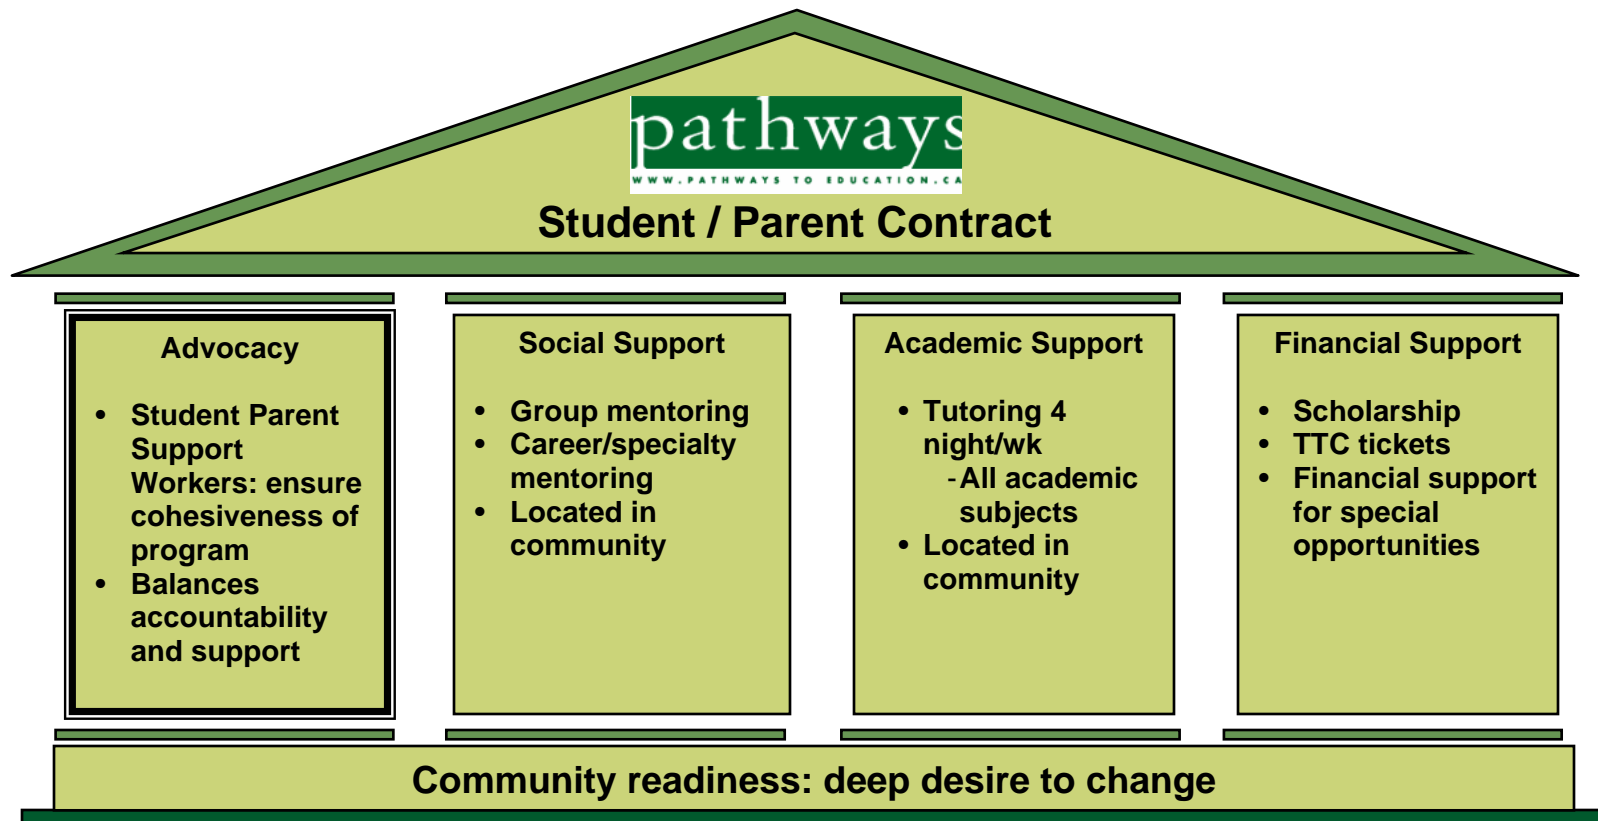 pathways
WWW.PATHWAYS TO EDUCATION.CA
Student / Parent Contract
Advocacy
• Student Parent
Support
Workers: ensure
cohesiveness of
program
• Balances
accountability
and support
Social Support
• Group mentoring
• Career/specialty
mentoring
• Located in
community
Academic Support
• Tutoring 4
night/wk
-All academic
subjects
• Located in
community
Financial Support
• Scholarship
• TTC tickets
• Financial support
for special
opportunities
Community readiness: deep desire to change